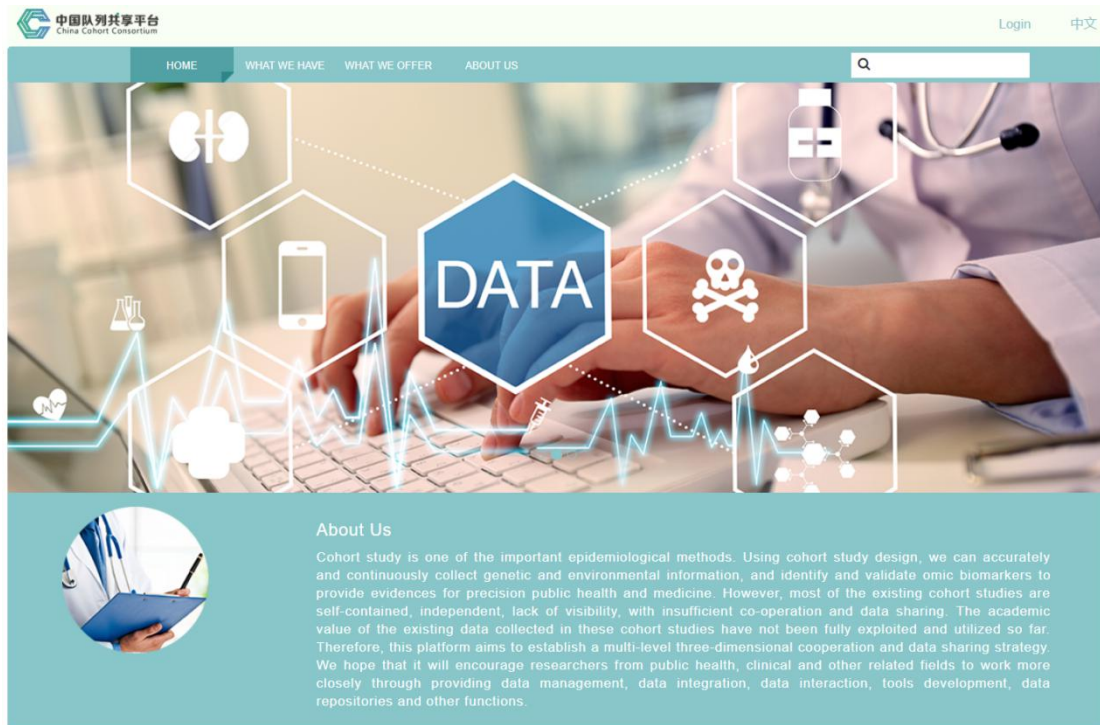 中国队列共享平台
China Cohort Consortium
Login
中文
HOME
WHAT WE HAVE
WHAT WE OFFER
ABOUT US
DATA
About Us
Cohort study is one of the important epidemiological methods. Using cohort study design, we can accurately
and continuously collect genetic and environmental information, and identify and validate omic biomarkers to
provide evidences for precision public health and medicine. However, most of the existing cohort studies are
self-contained, independent, lack of visibility, with insufficient co-operation and data sharing. The academic
value of the existing data collected in these cohort studies have not been fully exploited and utilized so far.
Therefore, this platform aims to establish a multi-level three-dimensional cooperation and data sharing strategy.
We hope that it will encourage researchers from public health, clinical and other related fields to work more
closely through providing data management, data integration, data interaction, tools development, data
repositories and other functions.